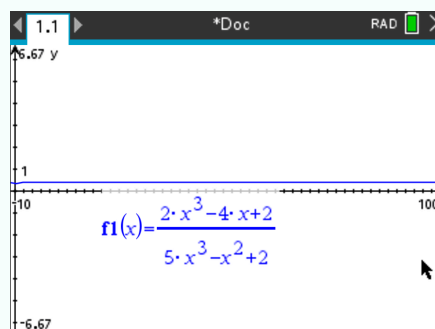 1.1 *Doc RAD
6.67 y
1
-10 100
f1(x)=(2·x³-4·x+2)/(5·x³-x²+2)
-6.67